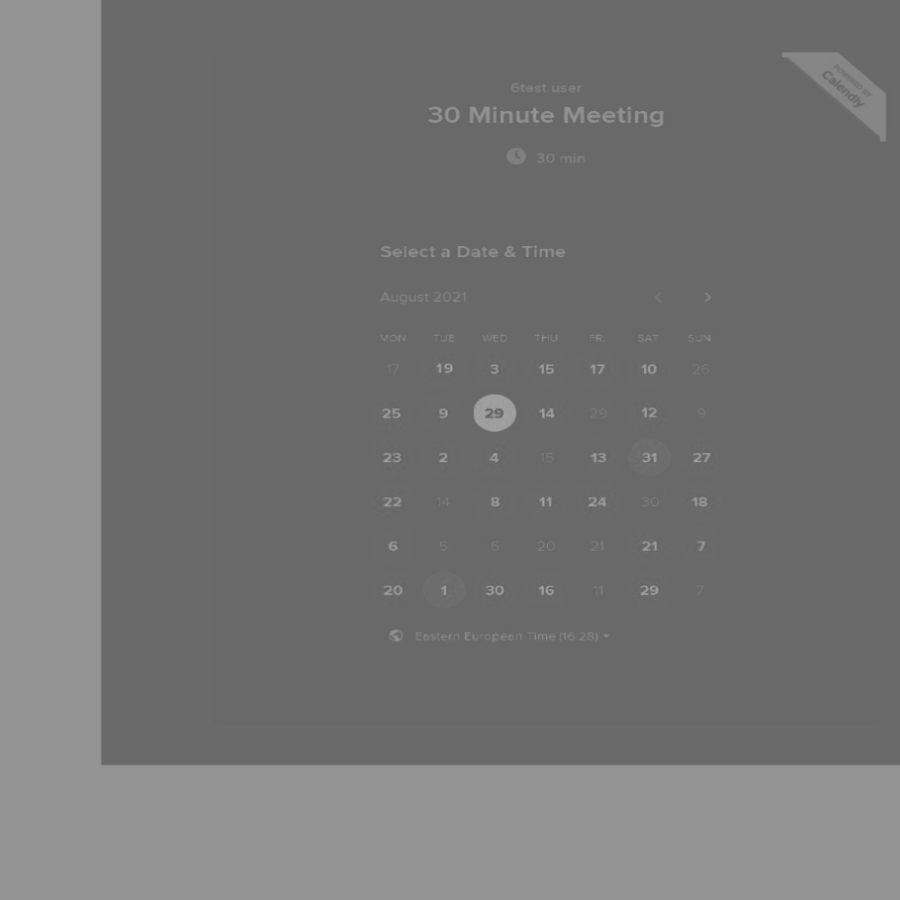 6test user
30 Minute Meeting
30 min
POWERED BY
Calendly
Select a Date & Time
August 2021
MON TUE WED THU FRI SAT SUN
17 19 3 15 17 10 26
25 9 29 14 29 12 9
23 2 4 15 13 31 27
22 14 8 11 24 30 18
6 5 6 20 21 21 7
20 1 30 16 11 29 7
Eastern European Time (16:28)